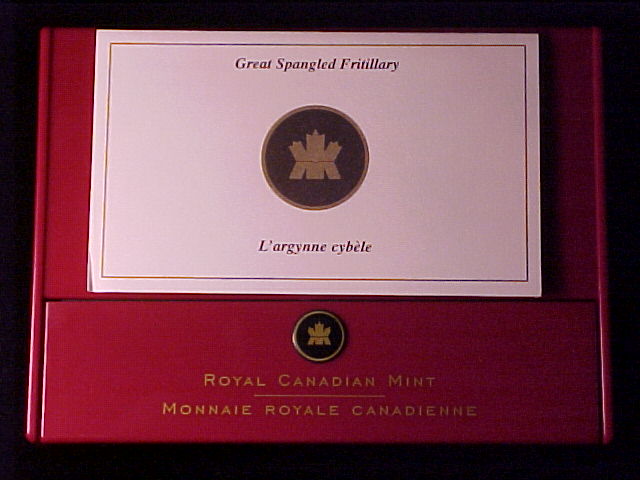 Great Spangled Fritillary
L'argynne cybèle
ROYAL CANADIAN MINT
MONNAIE ROYALE CANADIENNE